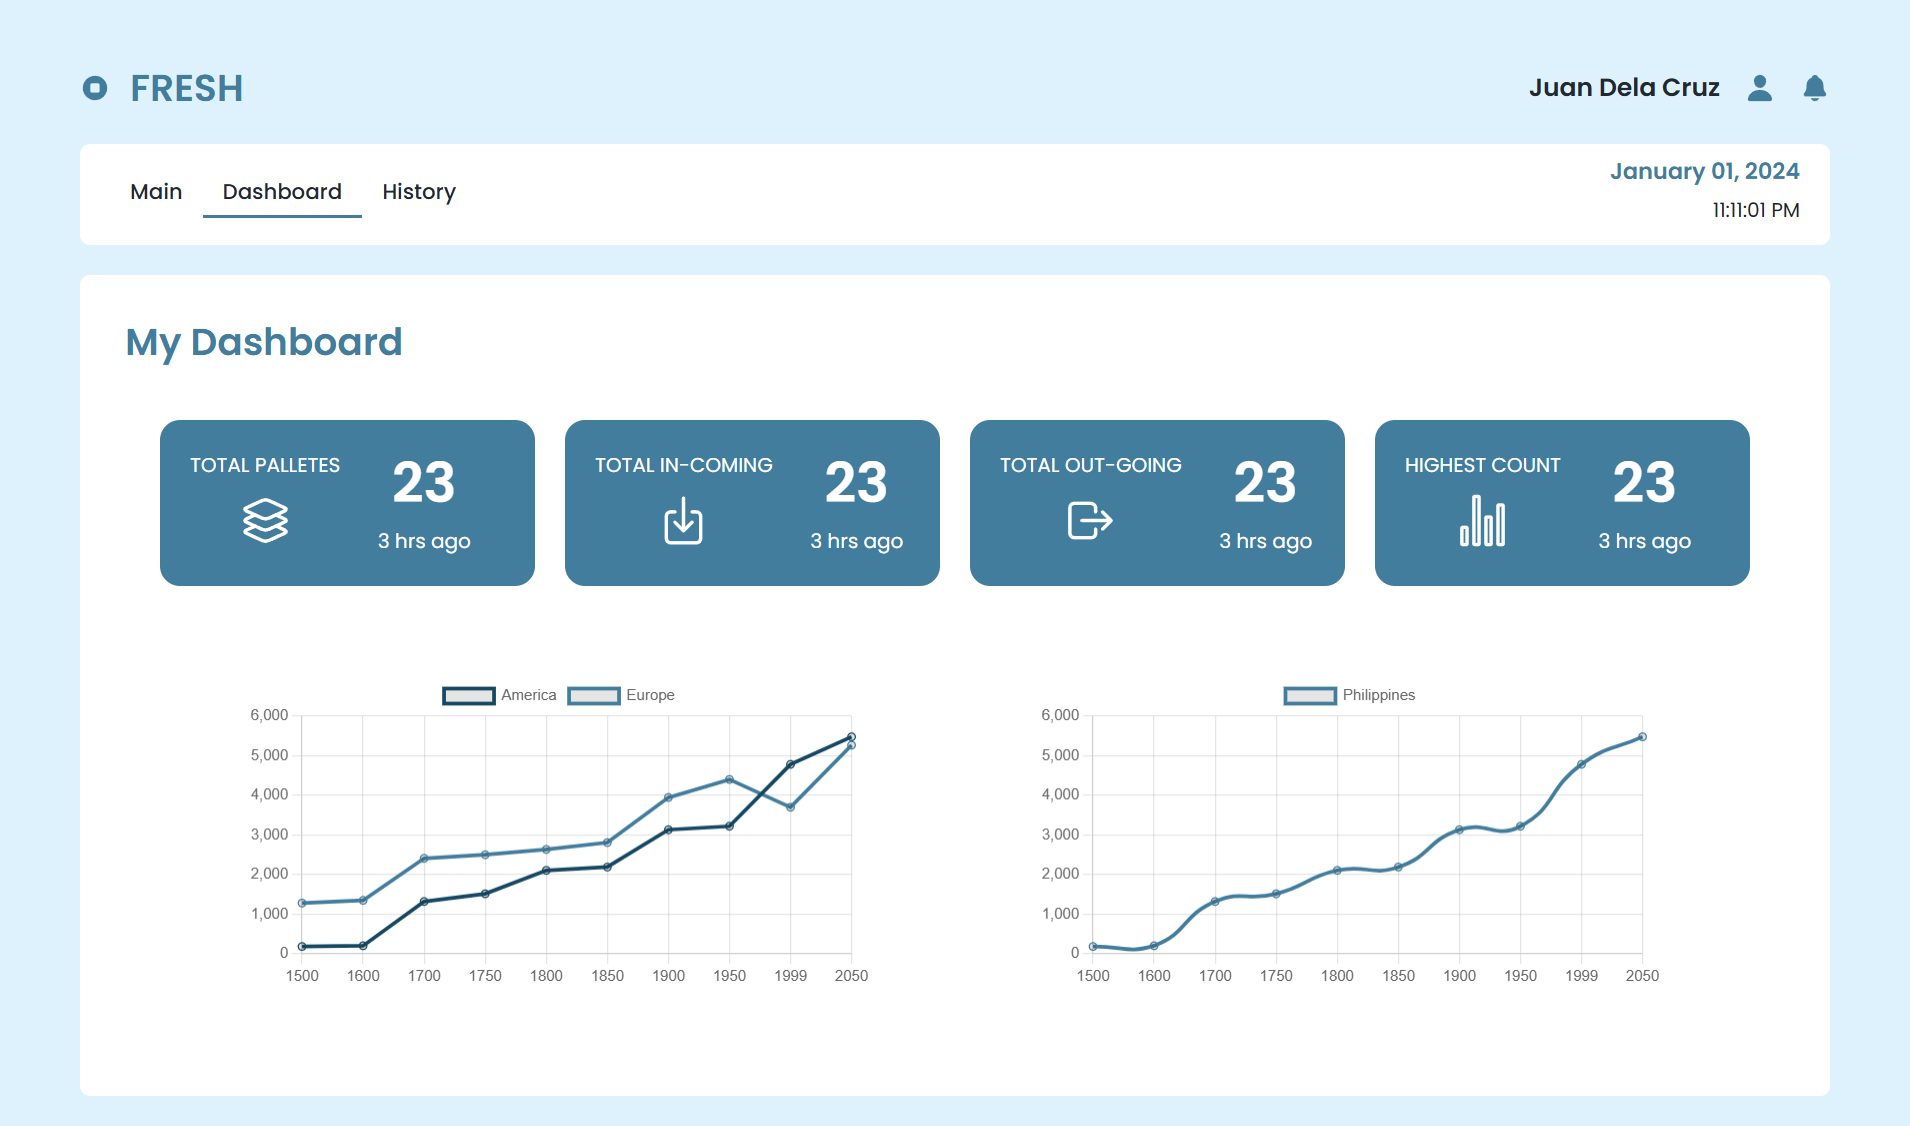 FRESH
Juan Dela Cruz
Main
Dashboard
History
January 01, 2024
11:11:01 PM
My Dashboard
TOTAL PALLETES
23
3 hrs ago
TOTAL IN-COMING
23
3 hrs ago
TOTAL OUT-GOING
23
3 hrs ago
HIGHEST COUNT
23
3 hrs ago
America
Europe
6,000
5,000
4,000
3,000
2,000
1,000
0
1500 1600 1700 1750 1800 1850 1900 1950 1999 2050
Philippines
6,000
5,000
4,000
3,000
2,000
1,000
0
1500 1600 1700 1750 1800 1850 1900 1950 1999 2050